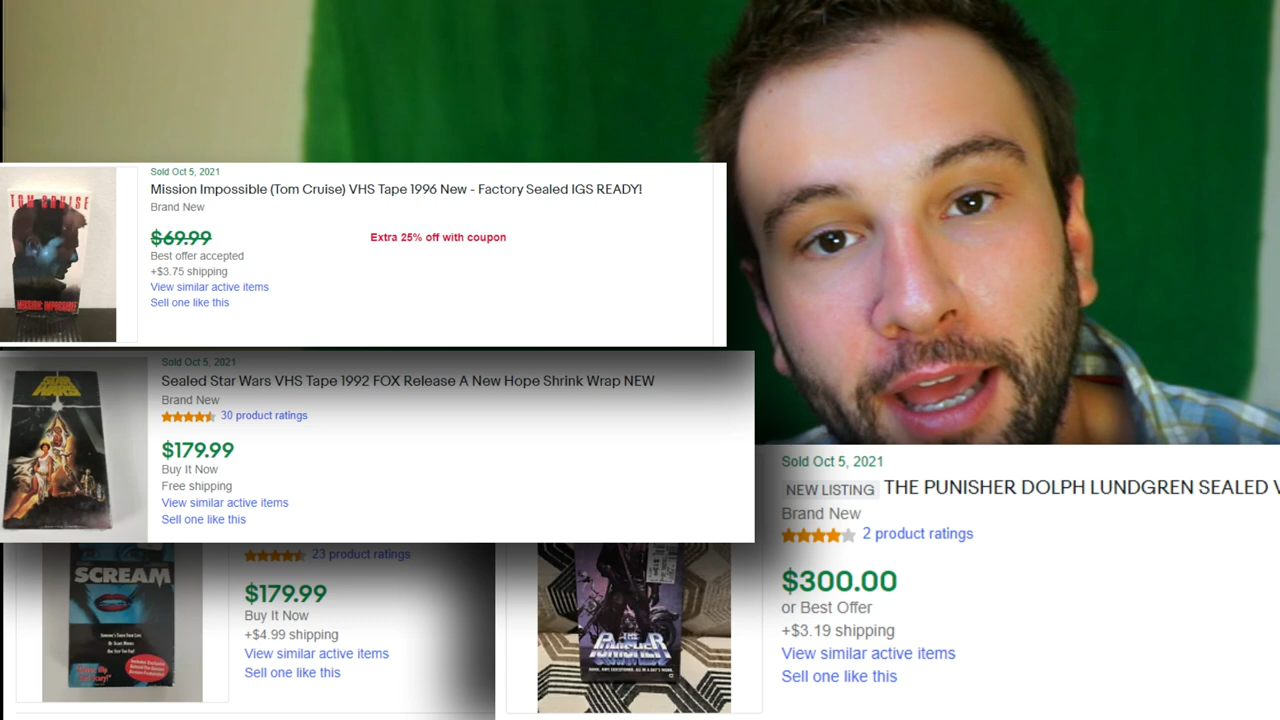 Sold Oct 5, 2021
Mission Impossible (Tom Cruise) VHS Tape 1996 New - Factory Sealed IGS READY!
Brand New
$69.99
Extra 25% off with coupon
Best offer accepted
+$3.75 shipping
View similar active items
Sell one like this
TOM CRUISE
MISSION: IMPOSSIBLE
Sold Oct 5, 2021
Sealed Star Wars VHS Tape 1992 FOX Release A New Hope Shrink Wrap NEW
Brand New
30 product ratings
$179.99
Buy It Now
Free shipping
View similar active items
Sell one like this
STAR WARS
23 product ratings
$179.99
Buy It Now
+$4.99 shipping
View similar active items
Sell one like this
SCREAM
THE PUNISHER
Sold Oct 5, 2021
NEW LISTING THE PUNISHER DOLPH LUNDGREN SEALED V
Brand New
2 product ratings
$300.00
or Best Offer
+$3.19 shipping
View similar active items
Sell one like this